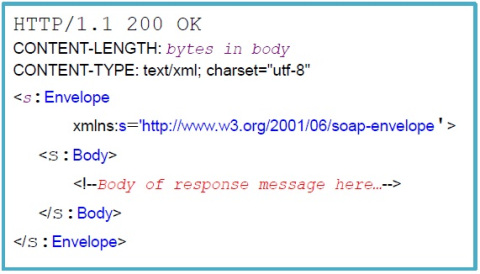 HTTP/1.1 200 OK
CONTENT-LENGTH: bytes in body
CONTENT-TYPE: text/xml; charset="utf-8"
<s:Envelope
xmlns:s='http://www.w3.org/2001/06/soap-envelope'>
<s:Body>
<!--Body of response message here…-->
</s:Body>
</s:Envelope>